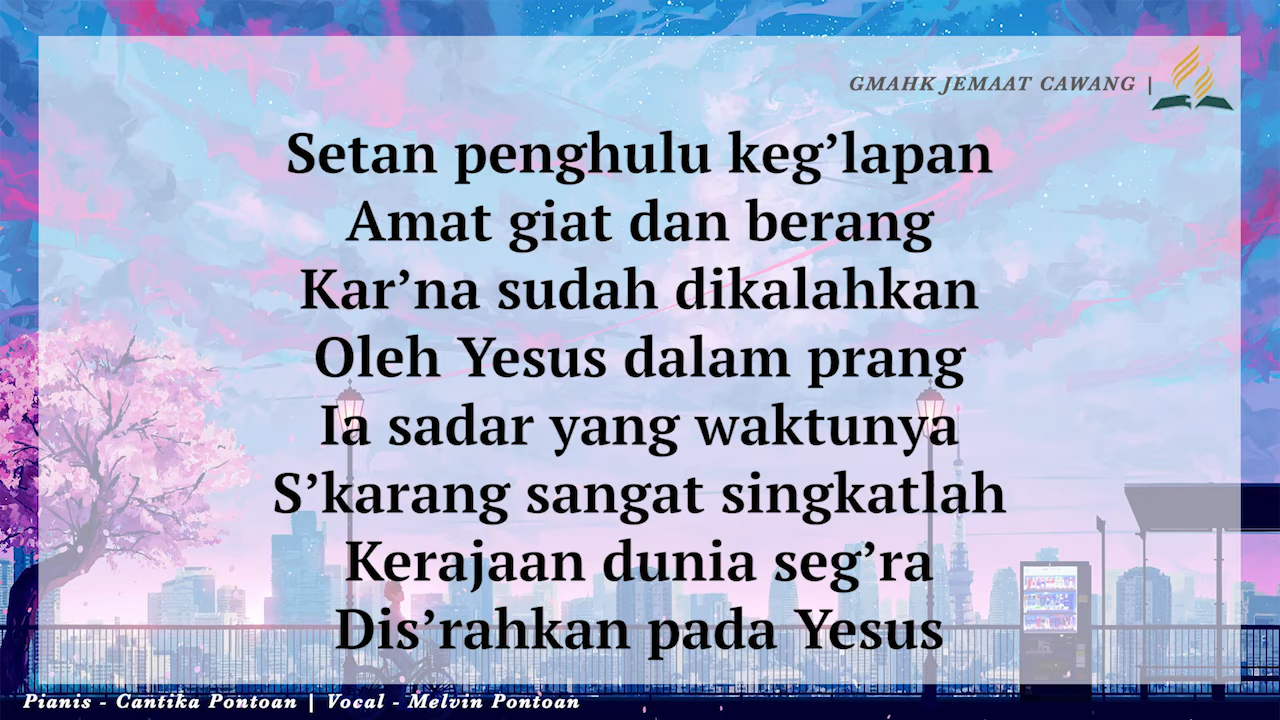 GMAHK JEMAAT CAWANG |
Setan penghulu keg’lapan
Amat giat dan berang
Kar’na sudah dikalahkan
Oleh Yesus dalam prang
Ia sadar yang waktunya
S’karang sangat singkatlah
Kerajaan dunia seg’ra
Dis’rahkan pada Yesus
Pianis - Cantika Pontoan | Vocal - Melvin Pontoan